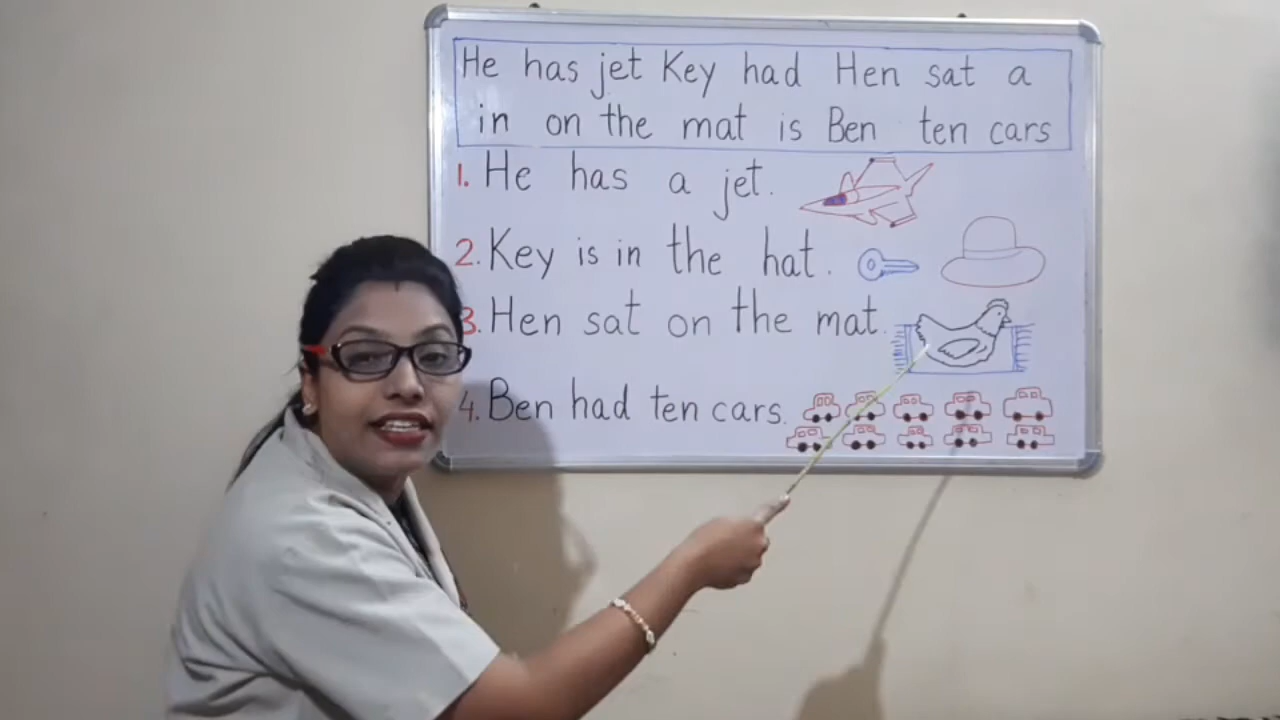 He has jet Key had Hen sat a
in on the mat is Ben ten cars
1. He has a jet.
2. Key is in the hat.
3. Hen sat on the mat.
4. Ben had ten cars.